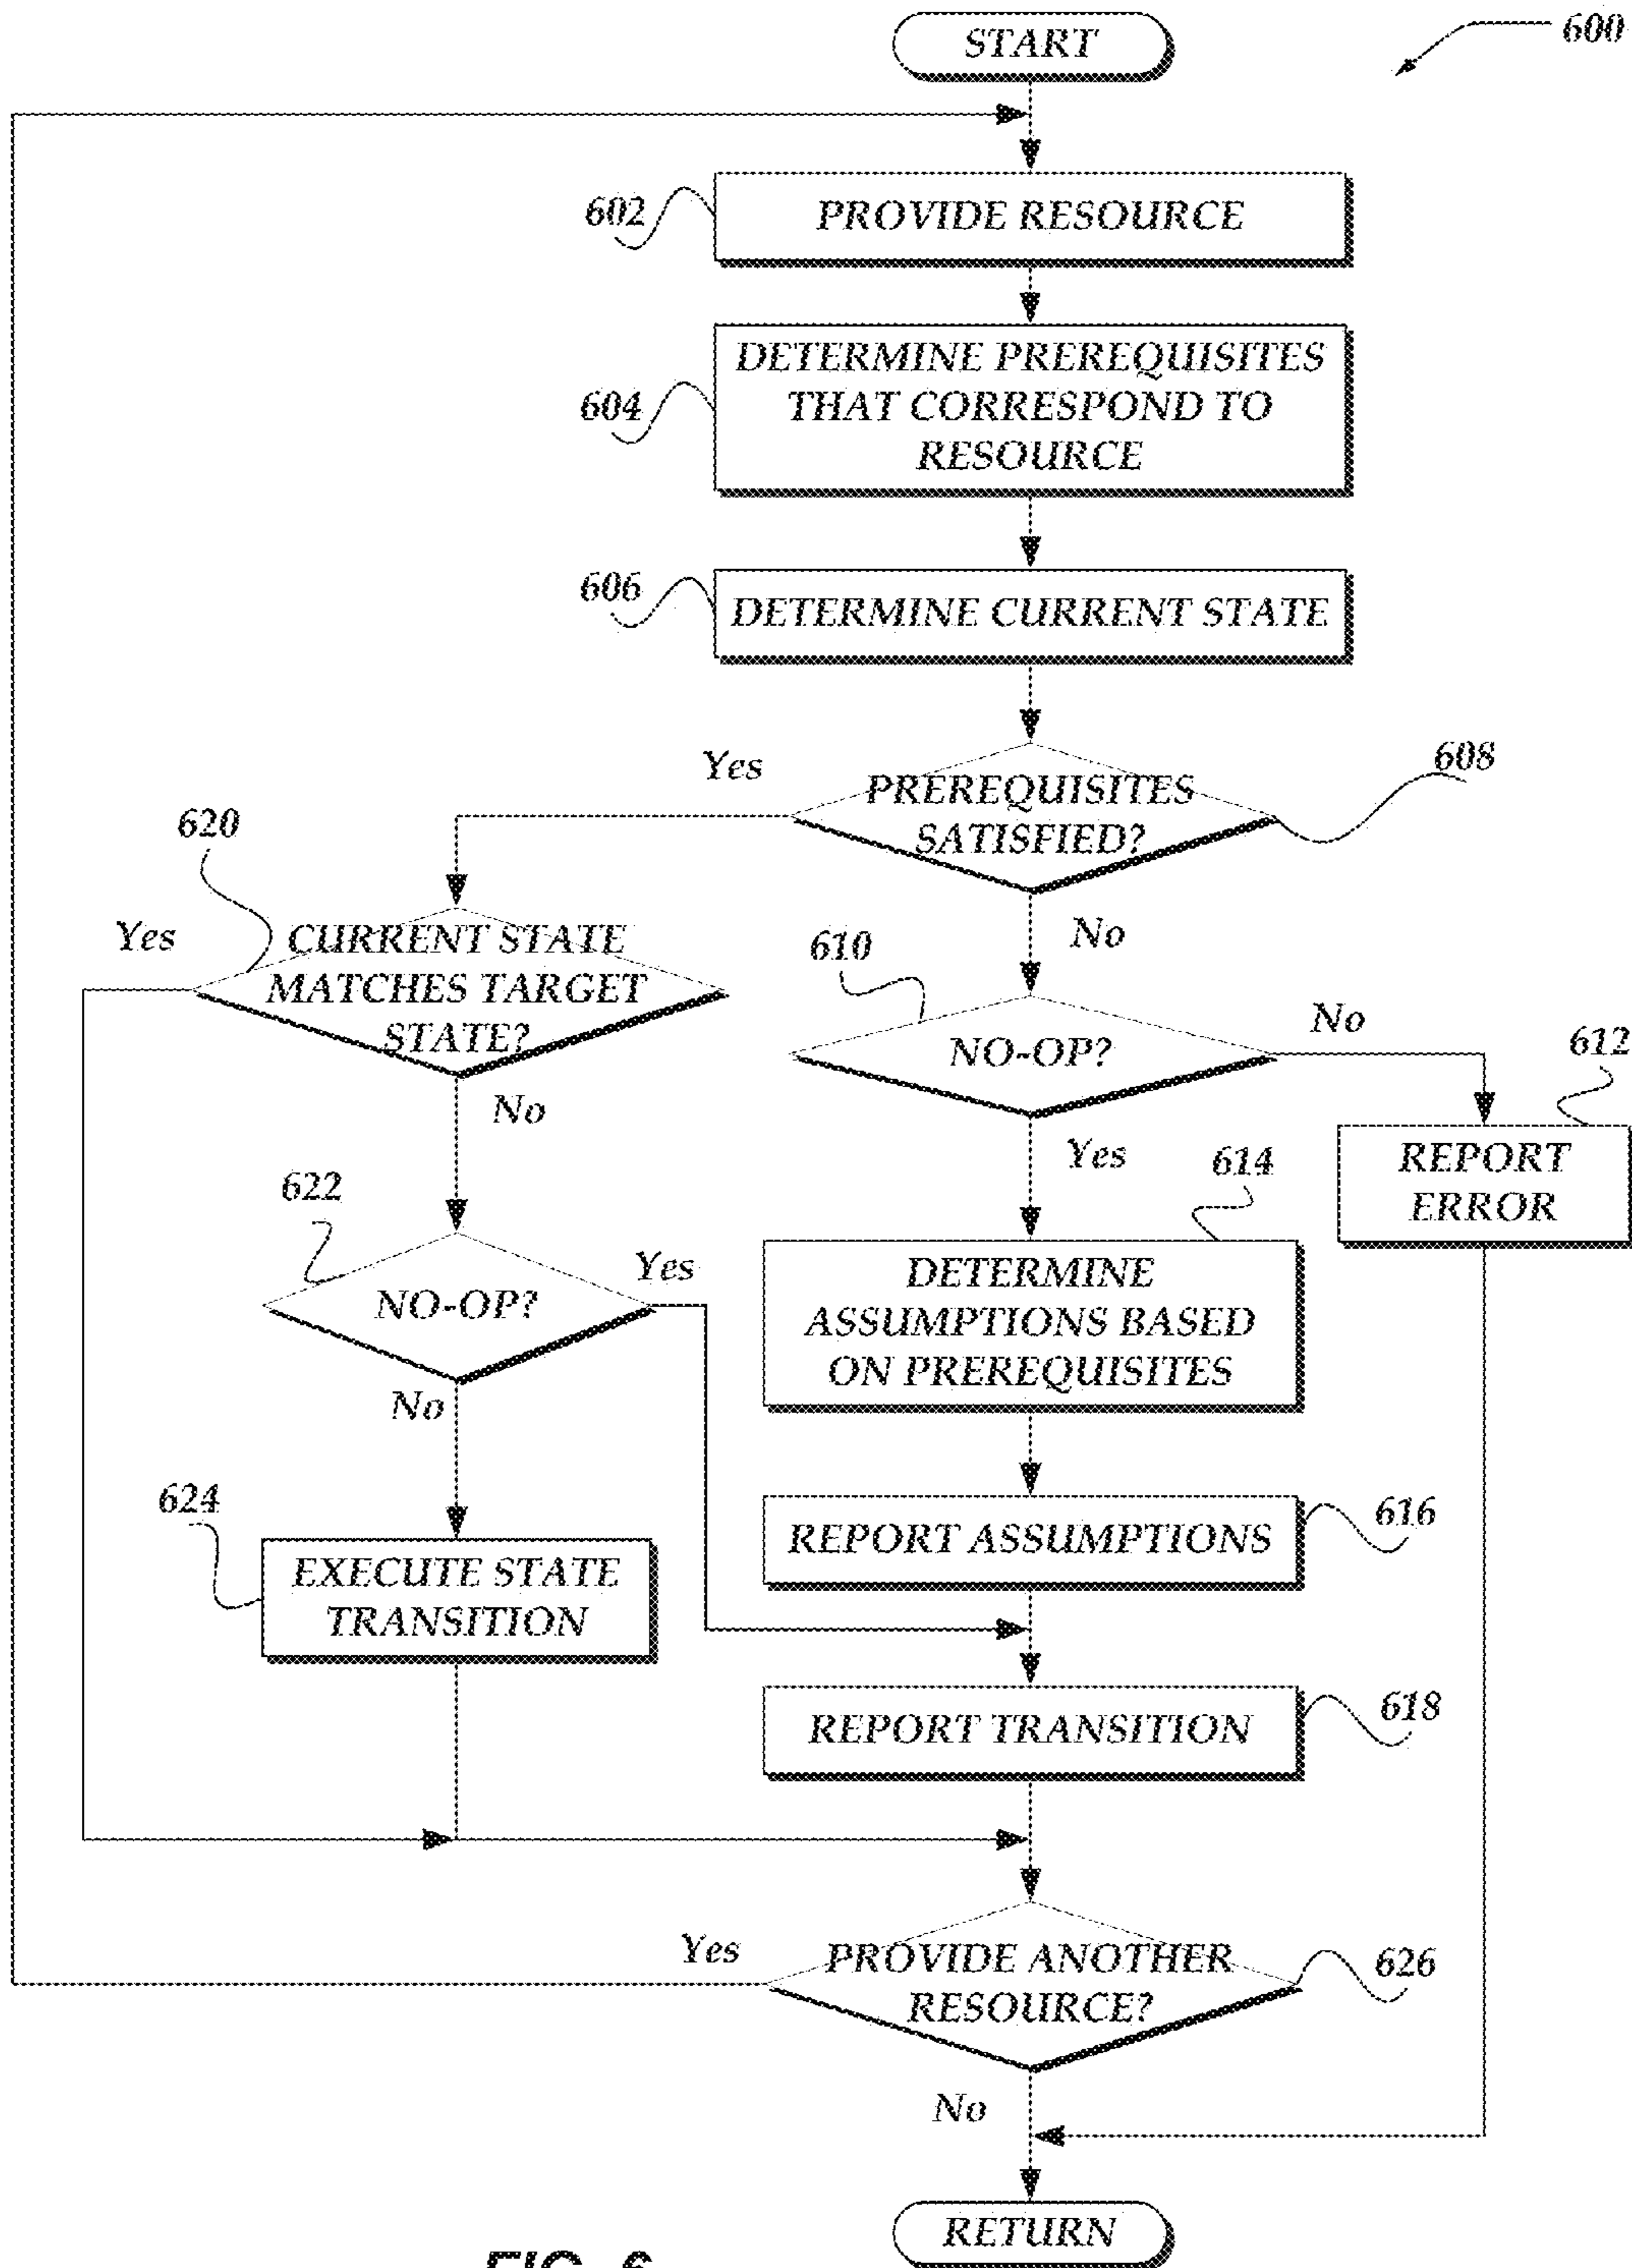 START
600
602
PROVIDE RESOURCE
604
DETERMINE PREREQUISITES
THAT CORRESPOND TO
RESOURCE
606
DETERMINE CURRENT STATE
608
Yes
PREREQUISITES
SATISFIED?
No
620
Yes
CURRENT STATE
MATCHES TARGET
STATE?
No
610
NO-OP?
No
612
REPORT
ERROR
Yes
614
DETERMINE
ASSUMPTIONS BASED
ON PREREQUISITES
622
NO-OP?
Yes
No
624
EXECUTE STATE
TRANSITION
616
REPORT ASSUMPTIONS
618
REPORT TRANSITION
Yes
PROVIDE ANOTHER
RESOURCE?
626
No
RETURN
FIG. 6